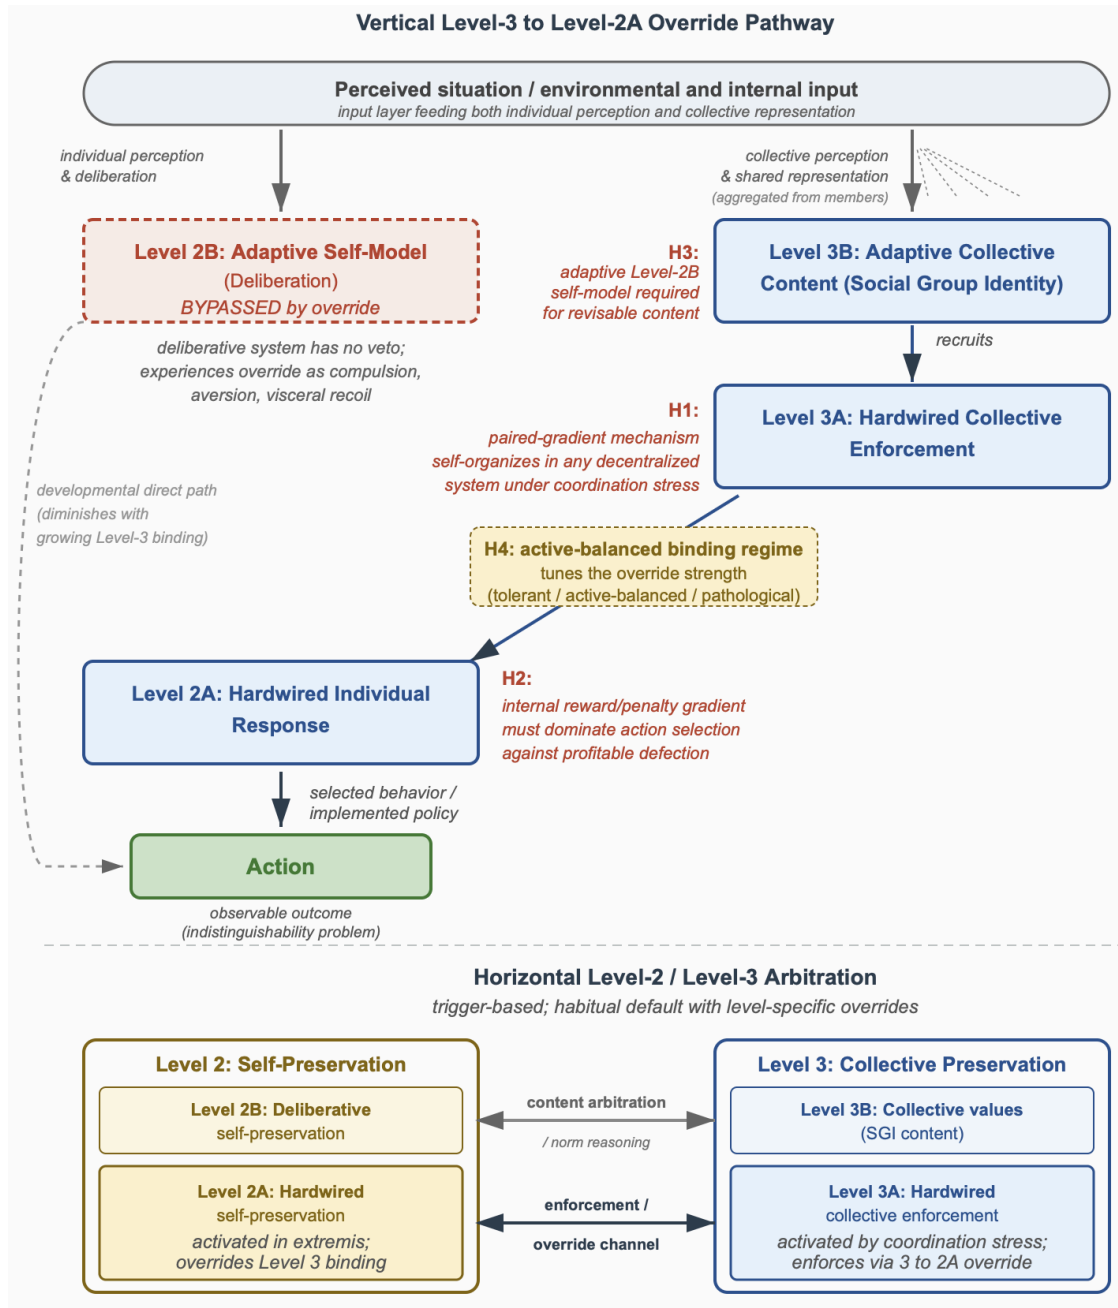 Vertical Level-3 to Level-2A Override Pathway
Perceived situation / environmental and internal input
input layer feeding both individual perception and collective representation
individual perception
& deliberation
collective perception
& shared representation
(aggregated from members)
Level 2B: Adaptive Self-Model
(Deliberation)
BYPASSED by override
H3:
adaptive Level-2B
self-model required
for revisable content
Level 3B: Adaptive Collective
Content (Social Group Identity)
deliberative system has no veto;
experiences override as compulsion,
aversion, visceral recoil
recruits
H1:
paired-gradient mechanism
self-organizes in any decentralized
system under coordination stress
Level 3A: Hardwired Collective
Enforcement
developmental direct path
(diminishes with
growing Level-3 binding)
H4: active-balanced binding regime
tunes the override strength
(tolerant / active-balanced / pathological)
Level 2A: Hardwired Individual
Response
H2:
internal reward/penalty gradient
must dominate action selection
against profitable defection
selected behavior /
implemented policy
Action
observable outcome
(indistinguishability problem)
Horizontal Level-2 / Level-3 Arbitration
trigger-based; habitual default with level-specific overrides
Level 2: Self-Preservation
Level 2B: Deliberative
self-preservation
Level 2A: Hardwired
self-preservation
activated in extremis;
overrides Level 3 binding
content arbitration
/ norm reasoning
enforcement /
override channel
Level 3: Collective Preservation
Level 3B: Collective values
(SGI content)
Level 3A: Hardwired
collective enforcement
activated by coordination stress;
enforces via 3 to 2A override